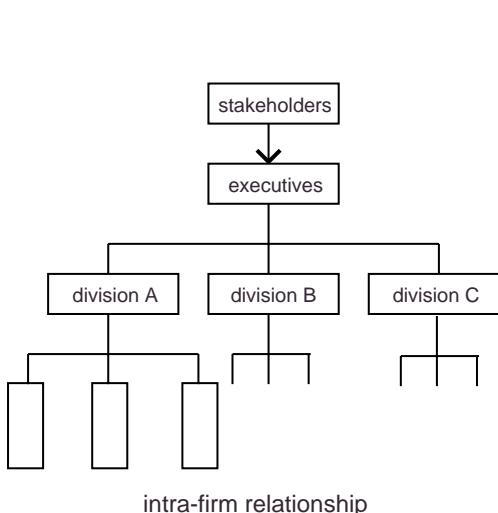 stakeholders
executives
division A
division B
division C
intra-firm relationship